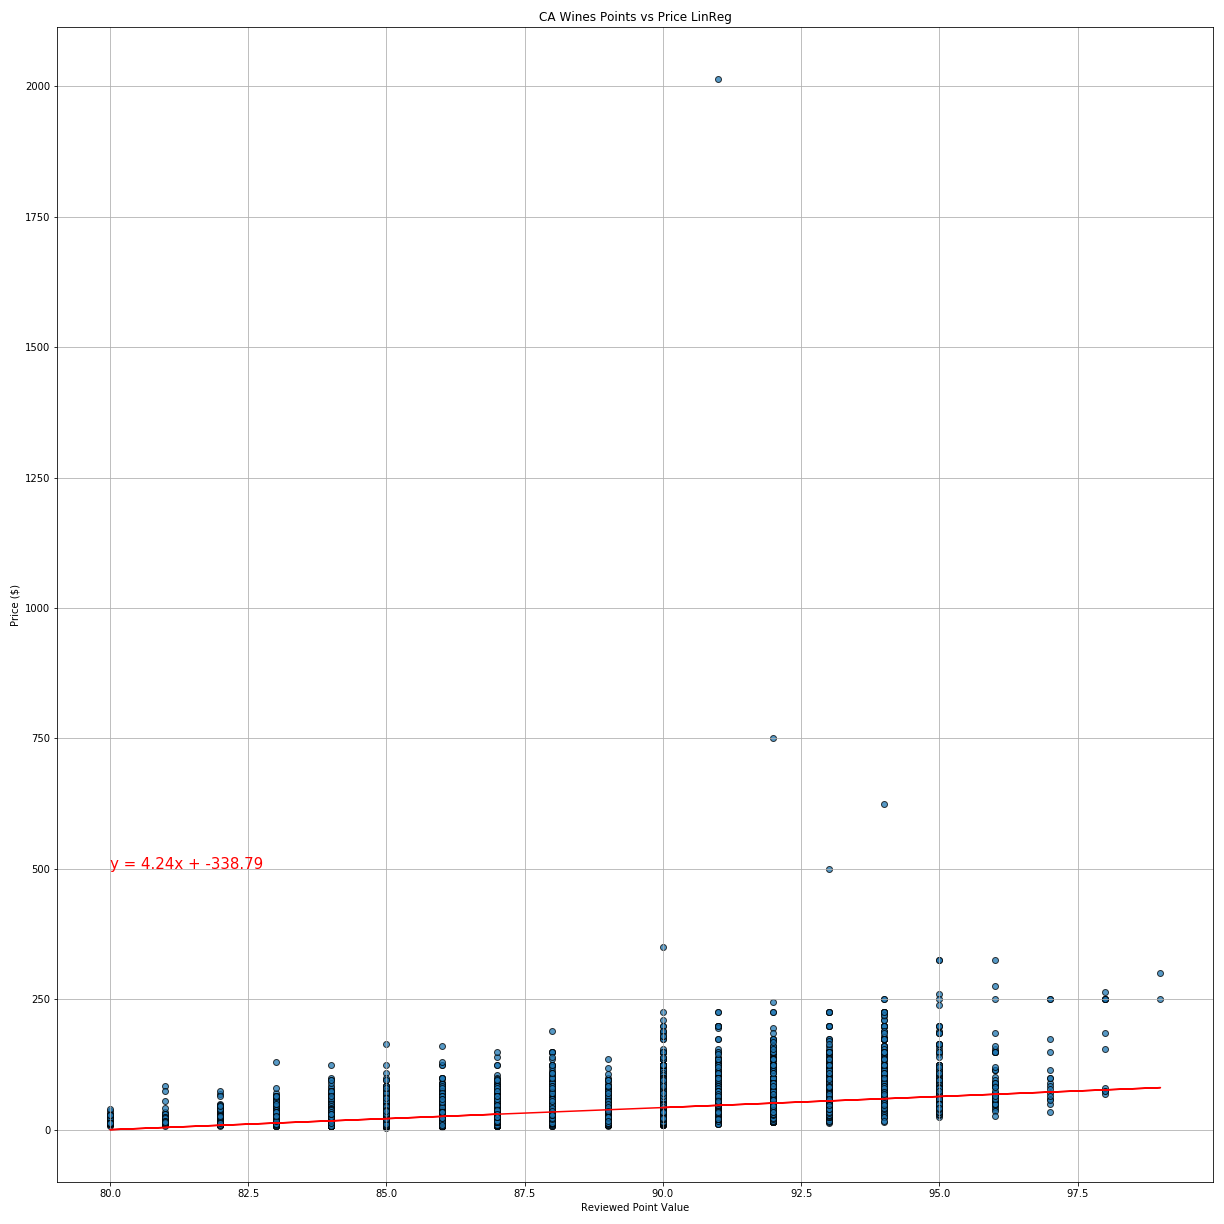 CA Wines Points vs Price LinReg
2000
1750
1500
1250
1000
Price ($)
750
y = 4.24x + -338.79
500
250
0
80.0 82.5 85.0 87.5 90.0 92.5 95.0 97.5
Reviewed Point Value